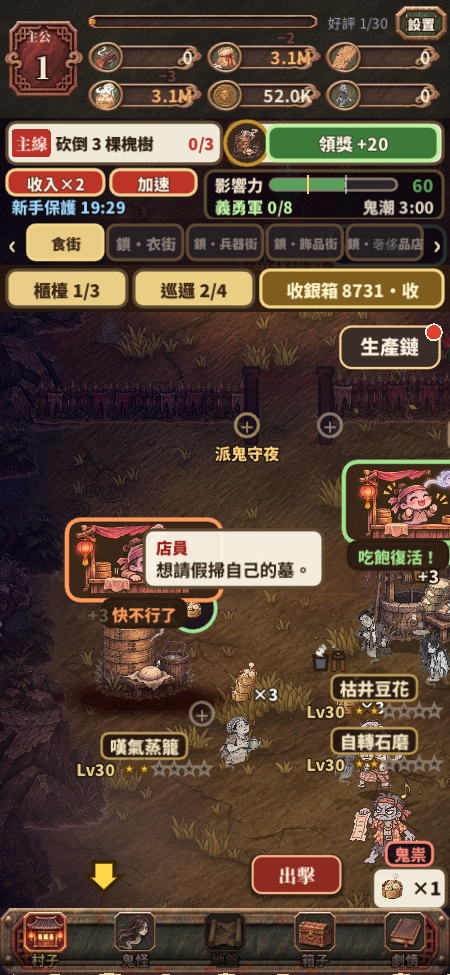 主公
1
好評 1/30
設置
0
-2
3.1M
0
-3
3.1M
52.0K
0
主線 砍倒 3 棵槐樹 0/3
領獎 +20
收入×2
加速
影響力 60
新手保護 19:29
義勇軍 0/8
鬼潮 3:00
‹
食街
鎖・衣街
鎖・兵器街
鎖・飾品街
鎖・奢侈品店
›
櫃檯 1/3
巡邏 2/4
收銀箱 8731・收
生產鏈
派鬼守夜
店員
想請假掃自己的墓。
吃飽復活！
+3
+3 快不行了
×3
枯井豆花
×3
Lv30
嘆氣蒸籠
Lv30
自轉石磨
Lv30
鬼祟
出擊
×1
村子
鬼怪
地盤
箱子
劇情